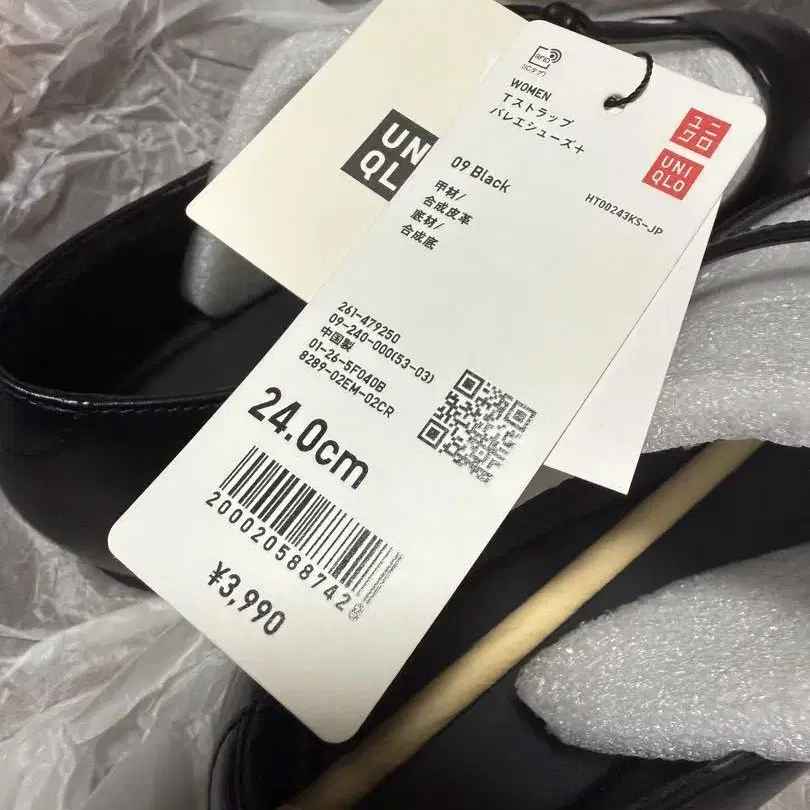 UN
QL
RFID
(ICタグ)
WOMEN
Tストラップ
バレエシューズ+
ユニ
クロ
UNI
QLO
09 Black
HT00243KS-JP
甲材/
合成皮革
底材/
合成底
261-479250
09-240-000(53-03)
中国製
01-26-5F040B
8289-02EM-02CR
24.0cm
2000205887428
¥3,990